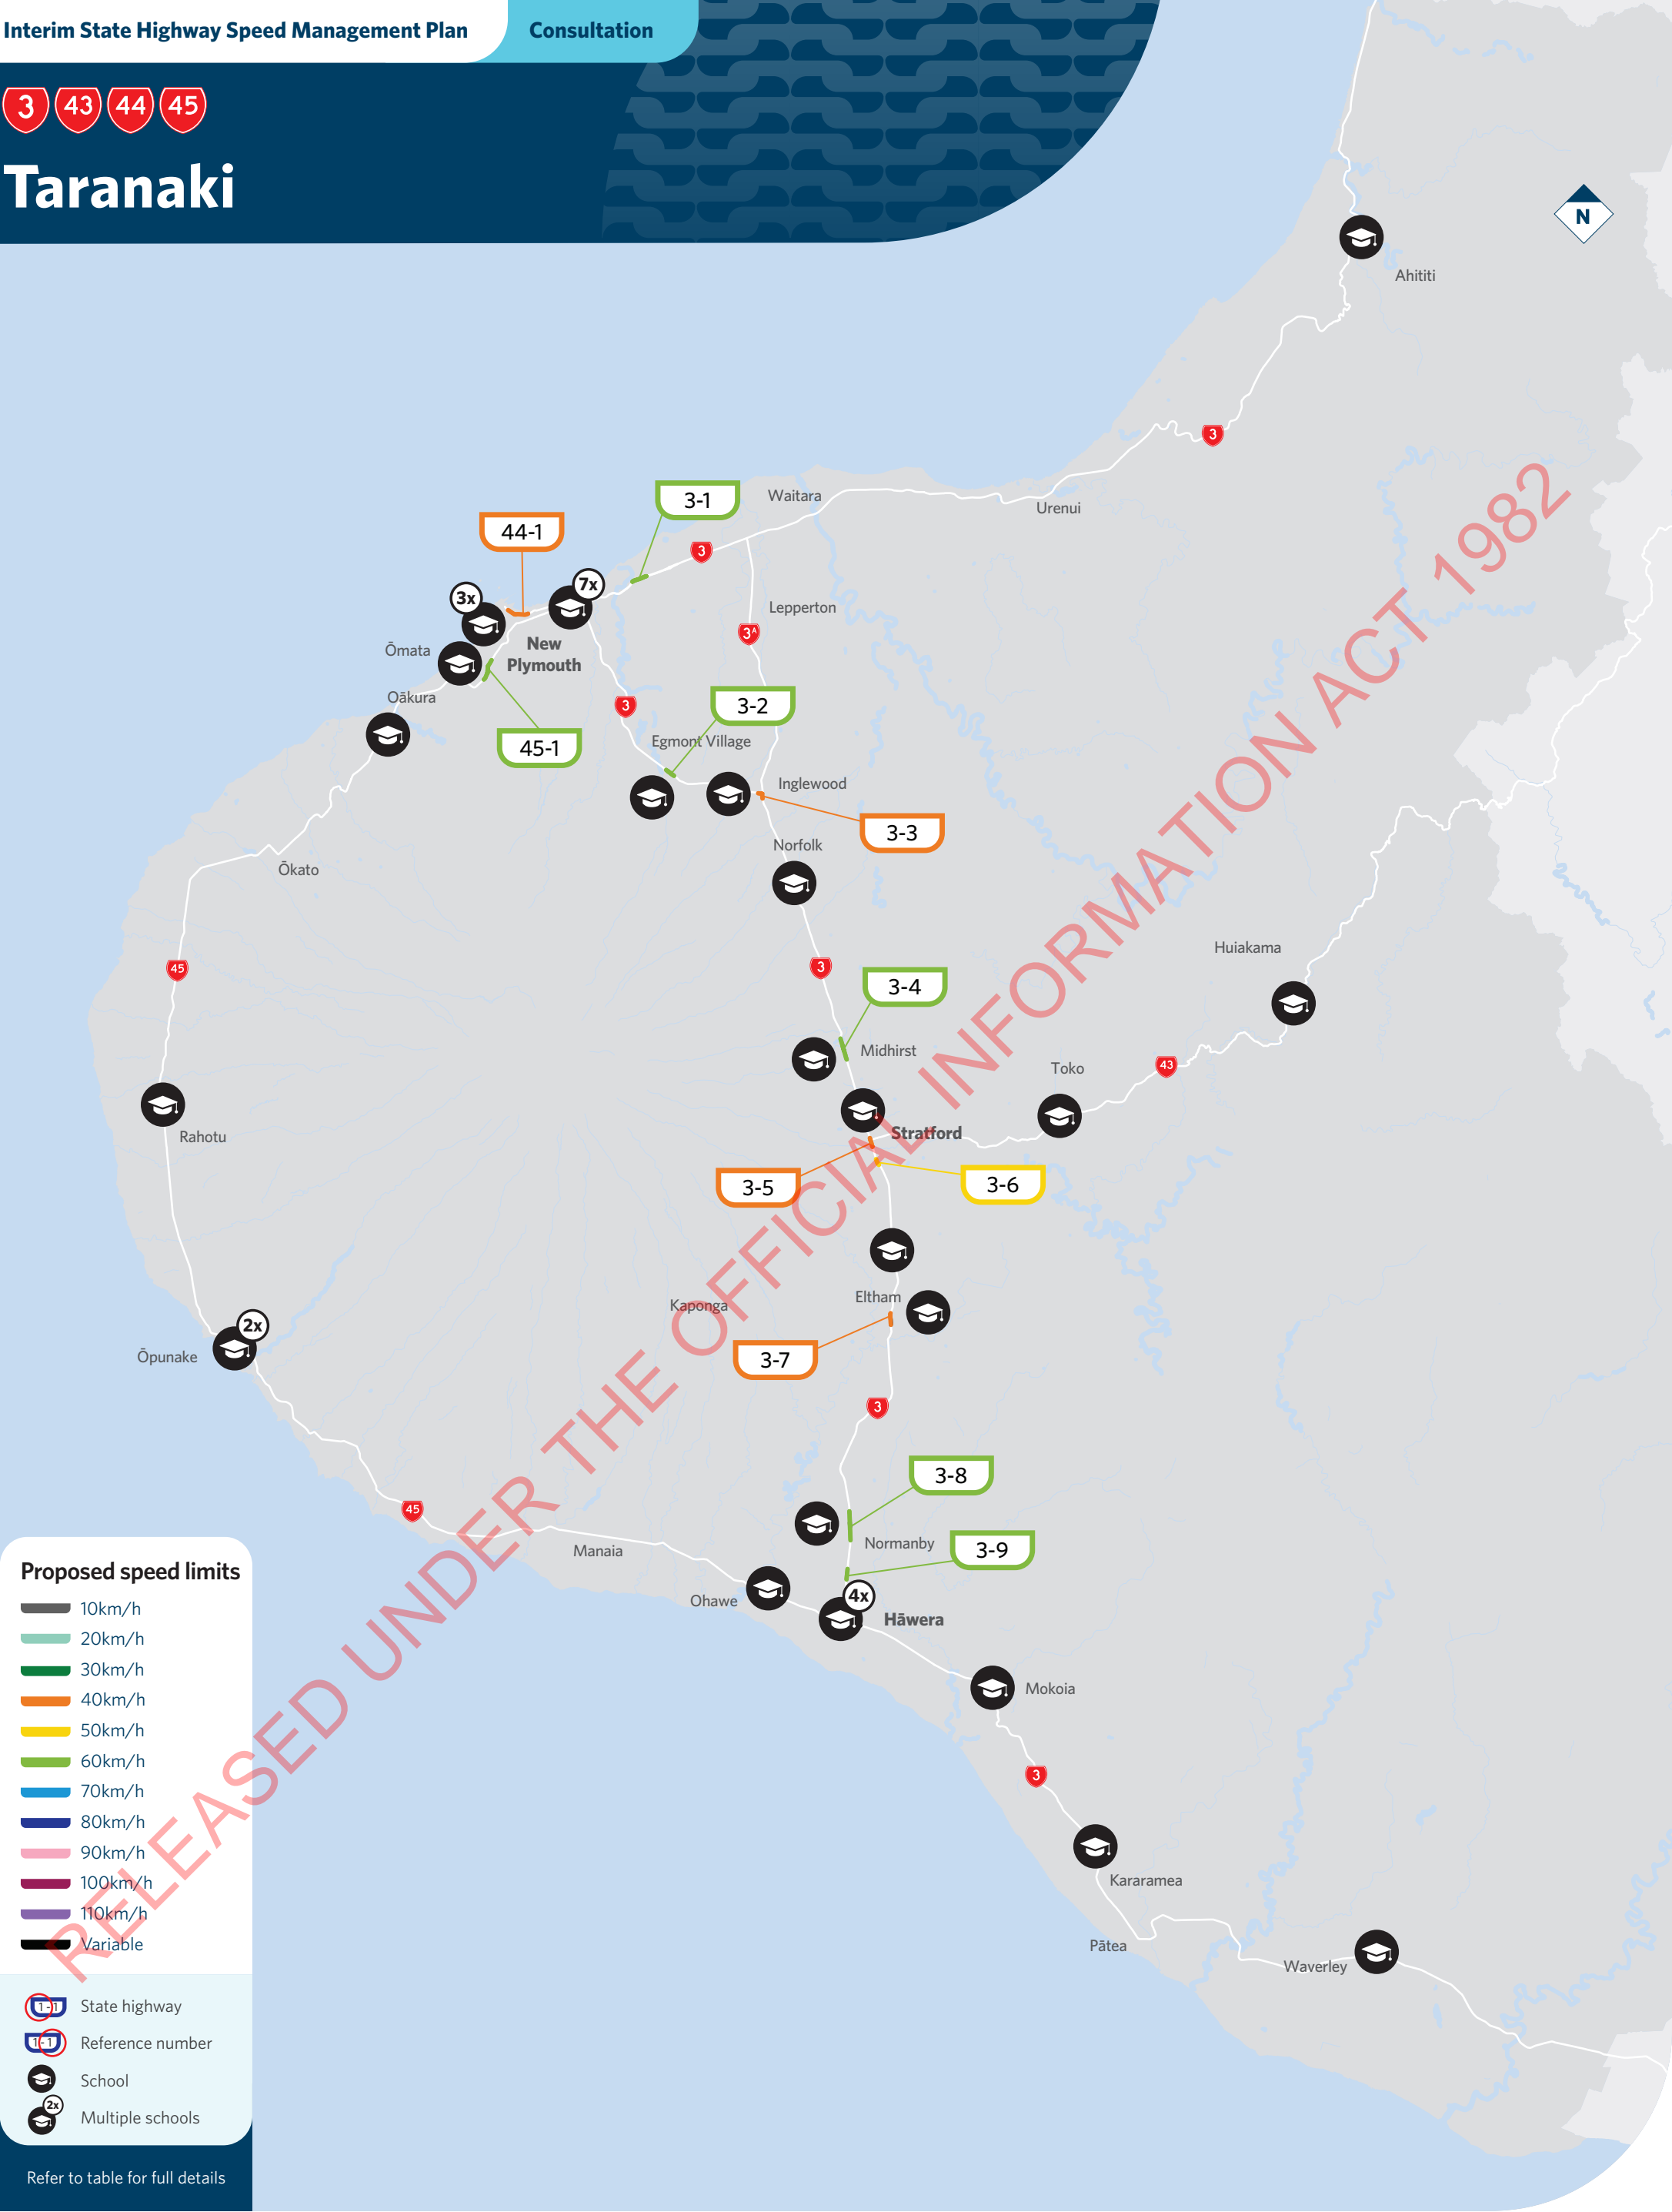 Interim State Highway Speed Management Plan
Consultation
3 43 44 45
Taranaki
N
Ahititi
3
3-1
Waitara
Urenui
44-1
3
7x
3x
Lepperton
3A
New
Plymouth
Ōmata
Oākura
3
3-2
45-1
Egmont Village
Inglewood
3-3
Norfolk
Ōkato
Huiakama
45
3
3-4
Midhirst
Toko
43
Rahotu
Stratford
3-5
3-6
Kaponga
Eltham
2x
Ōpunake
3-7
3
3-8
45
Normanby
Manaia
3-9
Ohawe
4x
Hāwera
Mokoia
3
Kararamea
Pātea
Waverley
RELEASED UNDER THE OFFICIAL INFORMATION ACT 1982
Proposed speed limits
10km/h
20km/h
30km/h
40km/h
50km/h
60km/h
70km/h
80km/h
90km/h
100km/h
110km/h
Variable
1-1 State highway
1-1 Reference number
School
2x
Multiple schools
Refer to table for full details